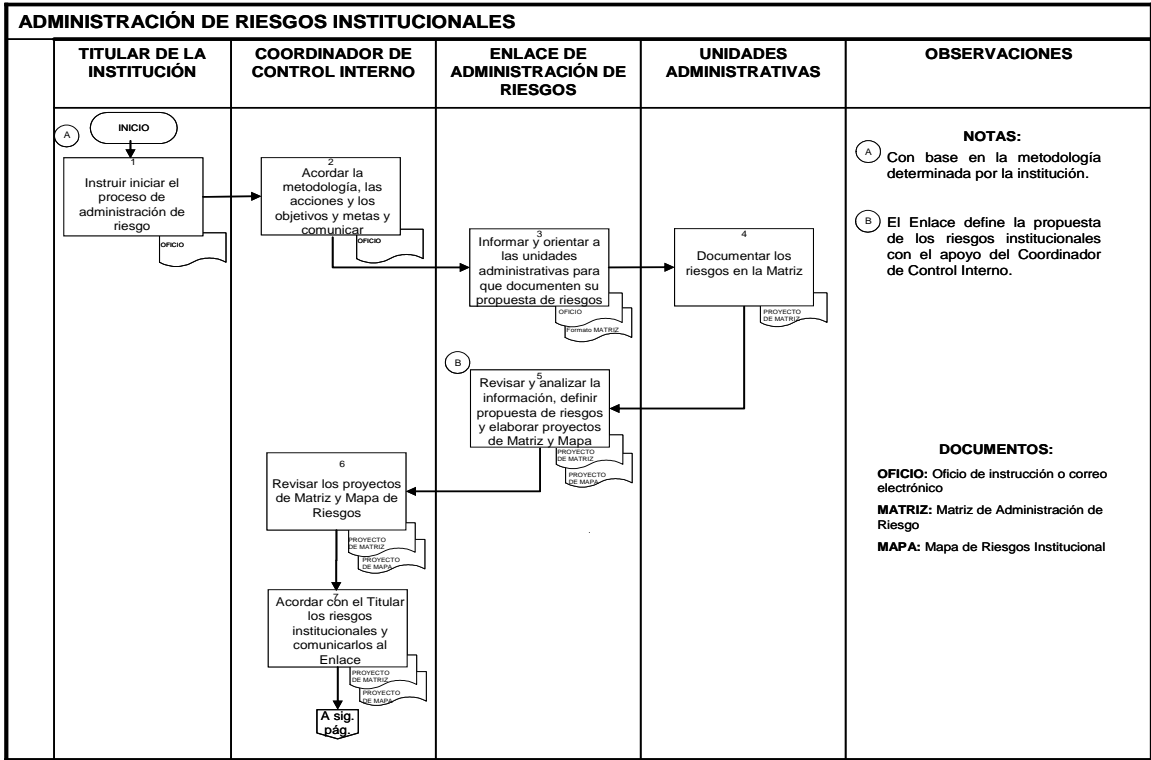 ADMINISTRACIÓN DE RIESGOS INSTITUCIONALES
TITULAR DE LA
INSTITUCIÓN
COORDINADOR DE
CONTROL INTERNO
ENLACE DE
ADMINISTRACIÓN DE
RIESGOS
UNIDADES
ADMINISTRATIVAS
OBSERVACIONES
A
INICIO
1
Instruir iniciar el
proceso de
administración de
riesgo
OFICIO
2
Acordar la
metodología, las
acciones y los
objetivos y metas y
comunicar
OFICIO
3
Informar y orientar a
las unidades
administrativas para
que documenten su
propuesta de riesgos
OFICIO
Formato MATRIZ
4
Documentar los
riesgos en la Matriz
PROYECTO
DE MATRIZ
B
5
Revisar y analizar la
información, definir
propuesta de riesgos
y elaborar proyectos
de Matriz y Mapa
PROYECTO
DE MATRIZ
PROYECTO
DE MAPA
6
Revisar los proyectos
de Matriz y Mapa de
Riesgos
PROYECTO
DE MATRIZ
PROYECTO
DE MAPA
7
Acordar con el Titular
los riesgos
institucionales y
comunicarlos al
Enlace
PROYECTO
DE MATRIZ
PROYECTO
DE MAPA
A sig.
pág.
NOTAS:
A
Con base en la metodología
determinada por la institución.
B
El Enlace define la propuesta
de los riesgos institucionales
con el apoyo del Coordinador
de Control Interno.
DOCUMENTOS:
OFICIO: Oficio de instrucción o correo
electrónico
MATRIZ: Matriz de Administración de
Riesgo
MAPA: Mapa de Riesgos Institucional